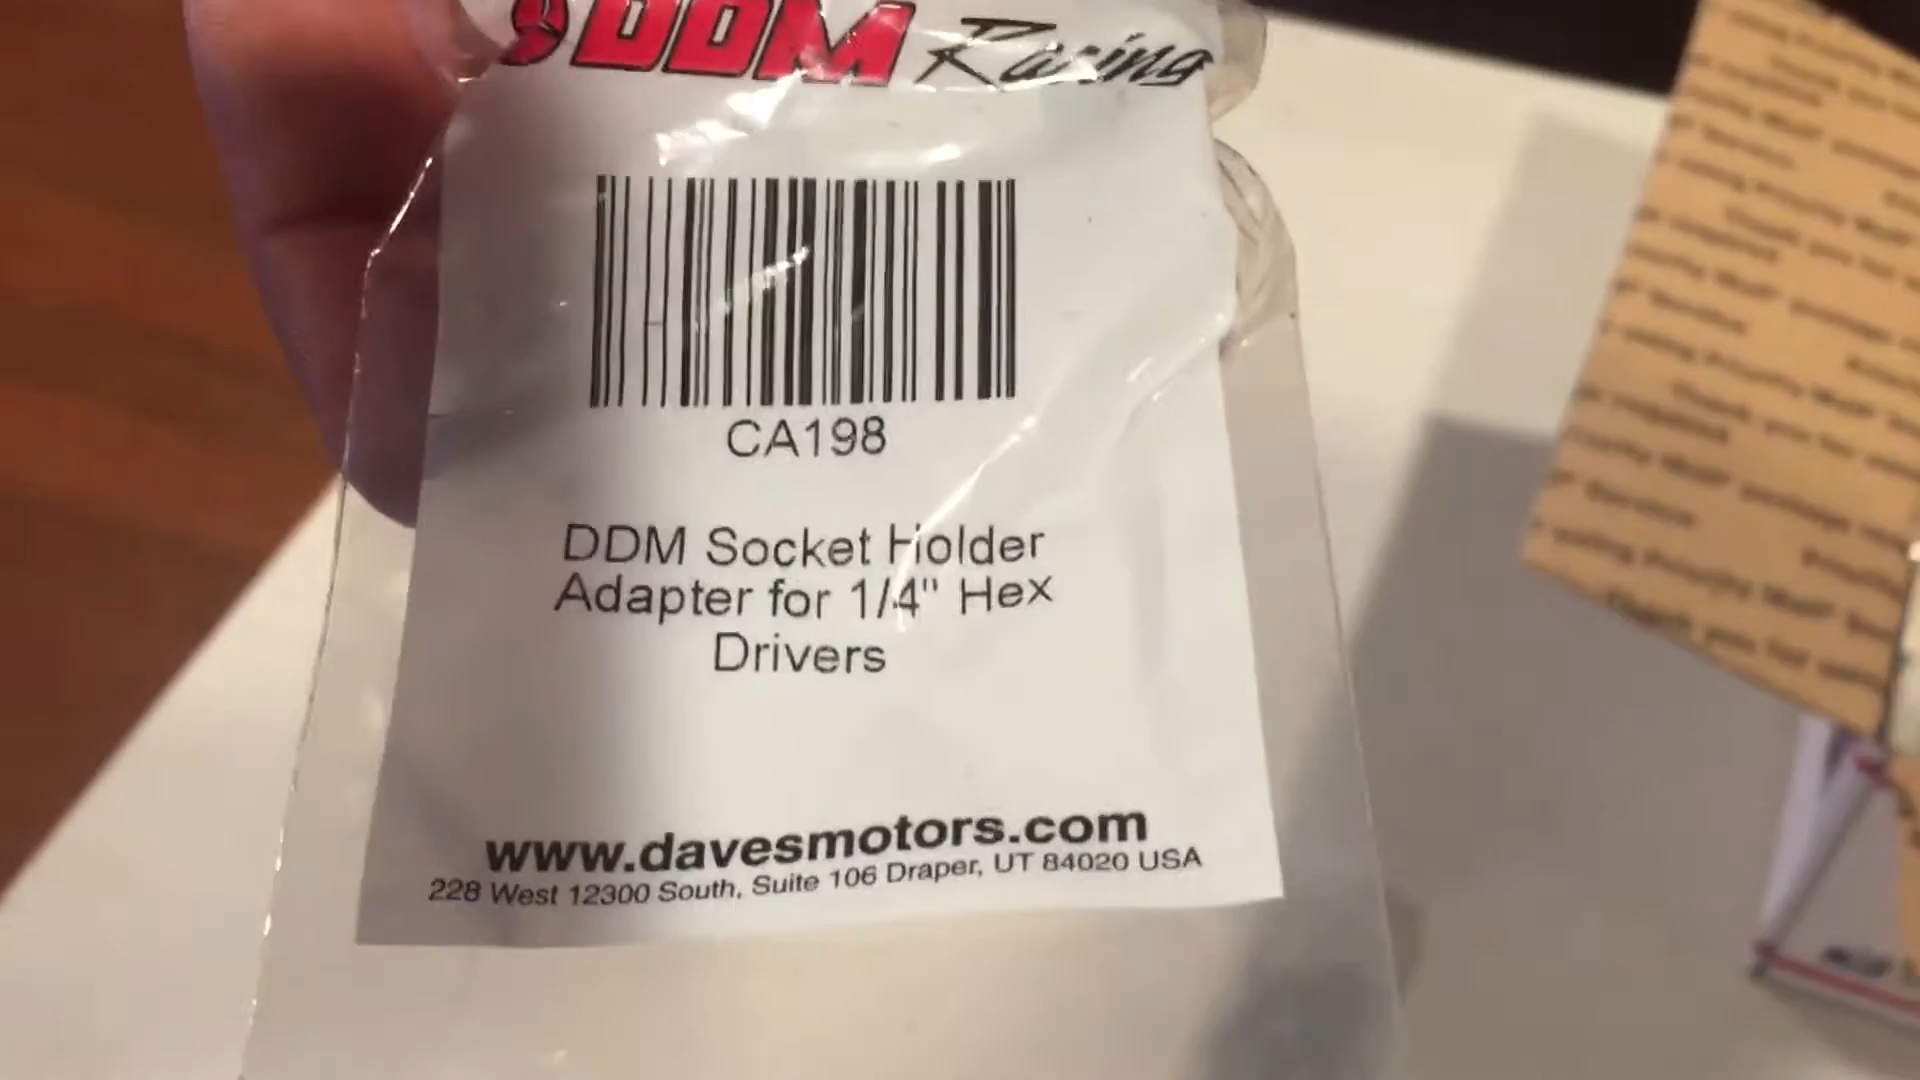 DDM Racing
CA198
DDM Socket Holder
Adapter for 1/4" Hex
Drivers
www.davesmotors.com
228 West 12300 South, Suite 106 Draper, UT 84020 USA